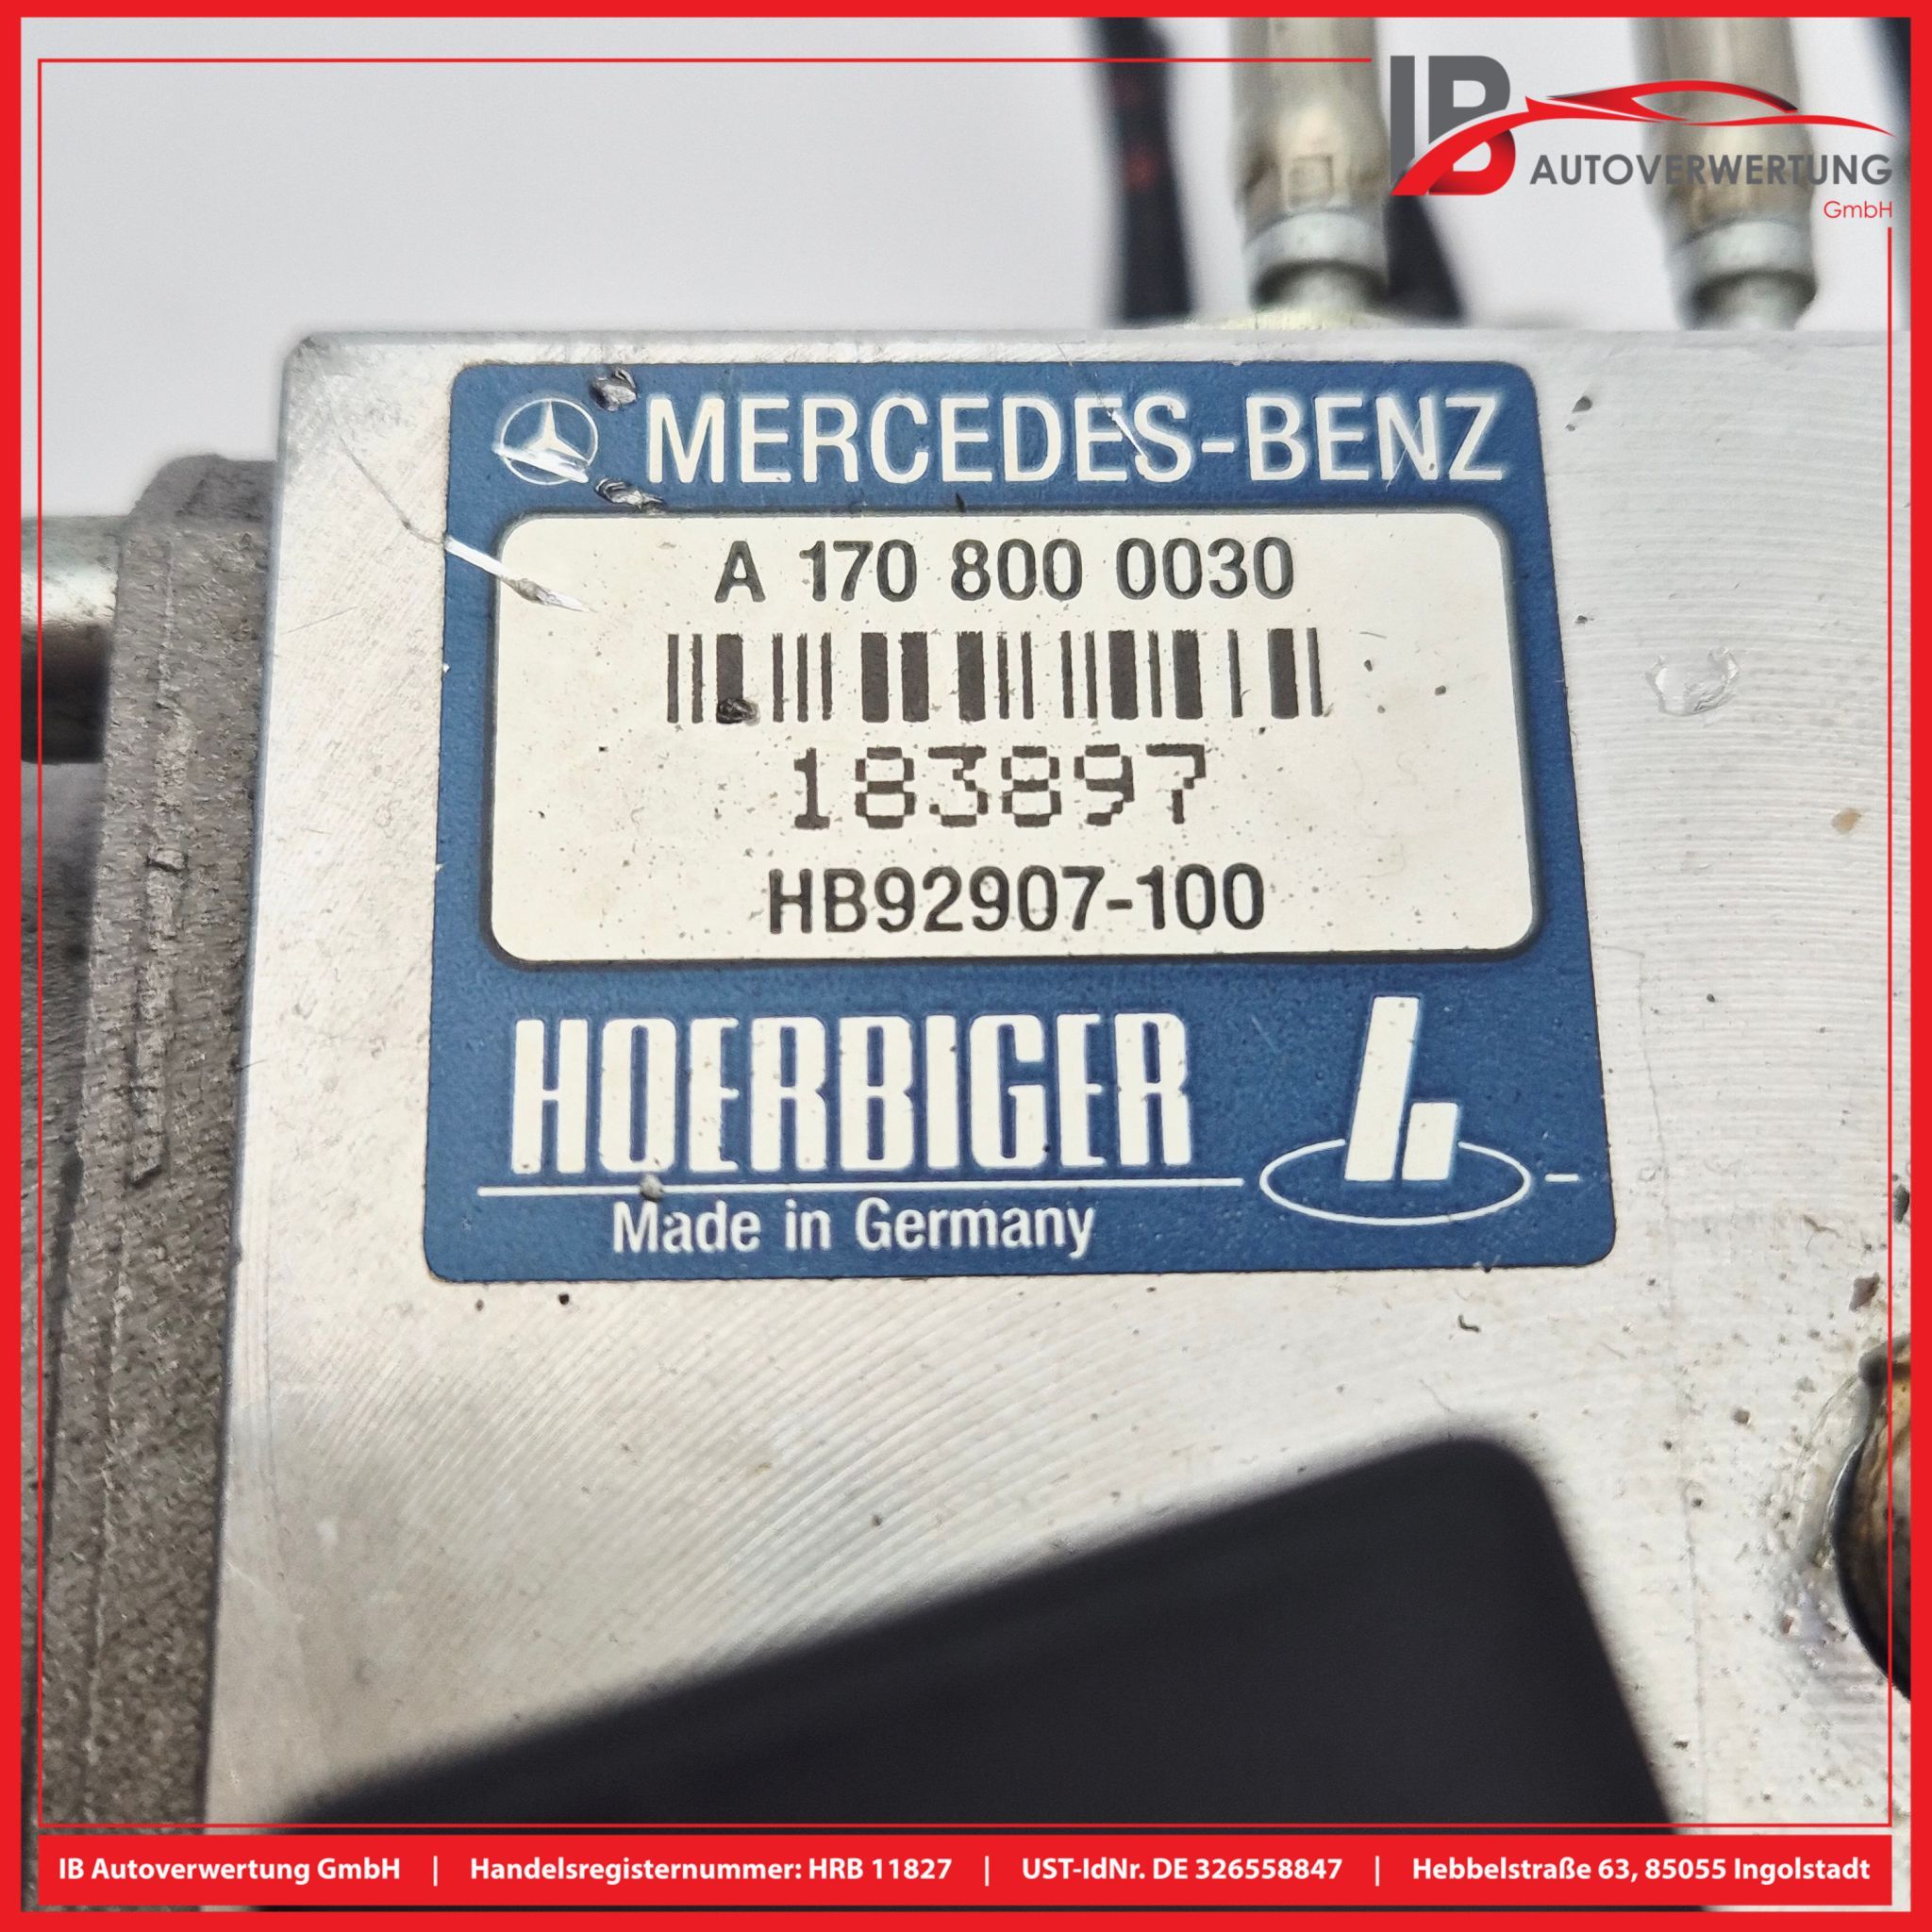 IB
AUTOVERWERTUNG
GmbH
MERCEDES-BENZ
A 170 800 0030
183897
HB92907-100
HOERBIGER
Made in Germany
IB Autoverwertung GmbH | Handelsregisternummer: HRB 11827 | UST-IdNr. DE 326558847 | Hebbelstraße 63, 85055 Ingolstadt